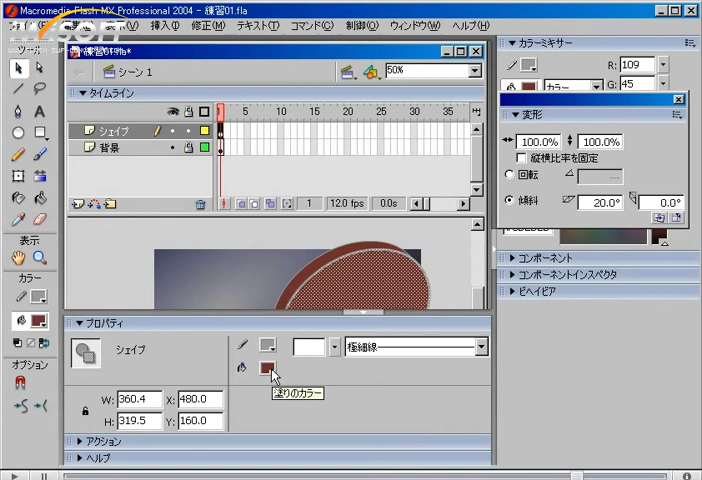 Macromedia Flash MX Professional 2004 - 練習01.fla
表示(V) 挿入(I) 修正(M) テキスト(T) コマンド(C) 制御(O) ウィンドウ(W) ヘルプ(H)
ツール
練習01.fla*
シーン 1
50%
タイムライン
1 5 10 15 20 25 30 35
シェイプ
背景
1 12.0 fps 0.0s
表示
カラー
オプション
プロパティ
シェイプ
極細線
塗りのカラー
W: 360.4 X: 480.0
H: 319.5 Y: 160.0
アクション
ヘルプ
カラーミキサー
R: 109
カラー G: 45
変形
100.0% 100.0%
縦横比率を固定
回転
傾斜 20.0° 0.0°
コンポーネント
コンポーネントインスペクタ
ビヘイビア